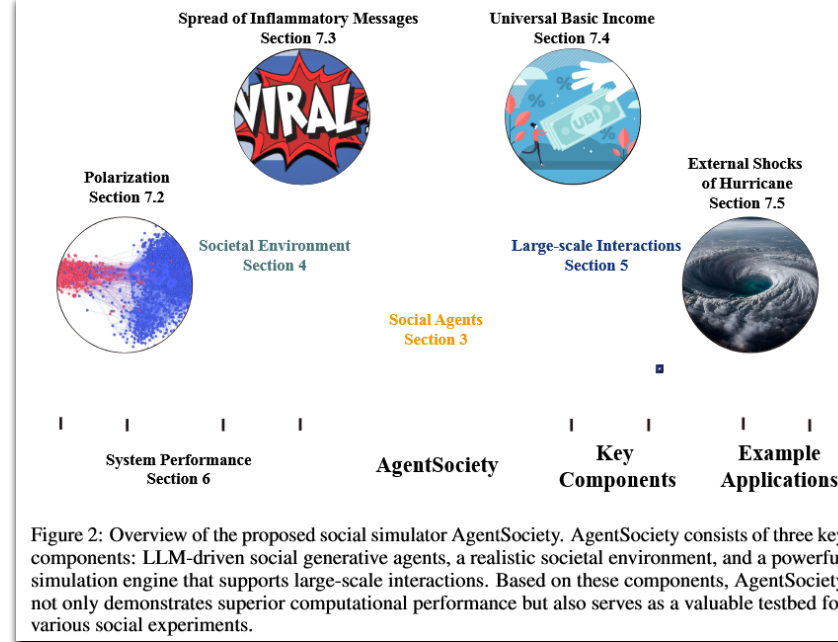 Spread of Inflammatory Messages
Section 7.3
Universal Basic Income
Section 7.4
VIRAL
% % %
UBI
External Shocks
of Hurricane
Section 7.5
Polarization
Section 7.2
Societal Environment
Section 4
Large-scale Interactions
Section 5
Social Agents
Section 3
System Performance
Section 6
AgentSociety
Key
Components
Example
Applications
Figure 2: Overview of the proposed social simulator AgentSociety. AgentSociety consists of three key
components: LLM-driven social generative agents, a realistic societal environment, and a powerfu
simulation engine that supports large-scale interactions. Based on these components, AgentSociety
not only demonstrates superior computational performance but also serves as a valuable testbed fo
various social experiments.